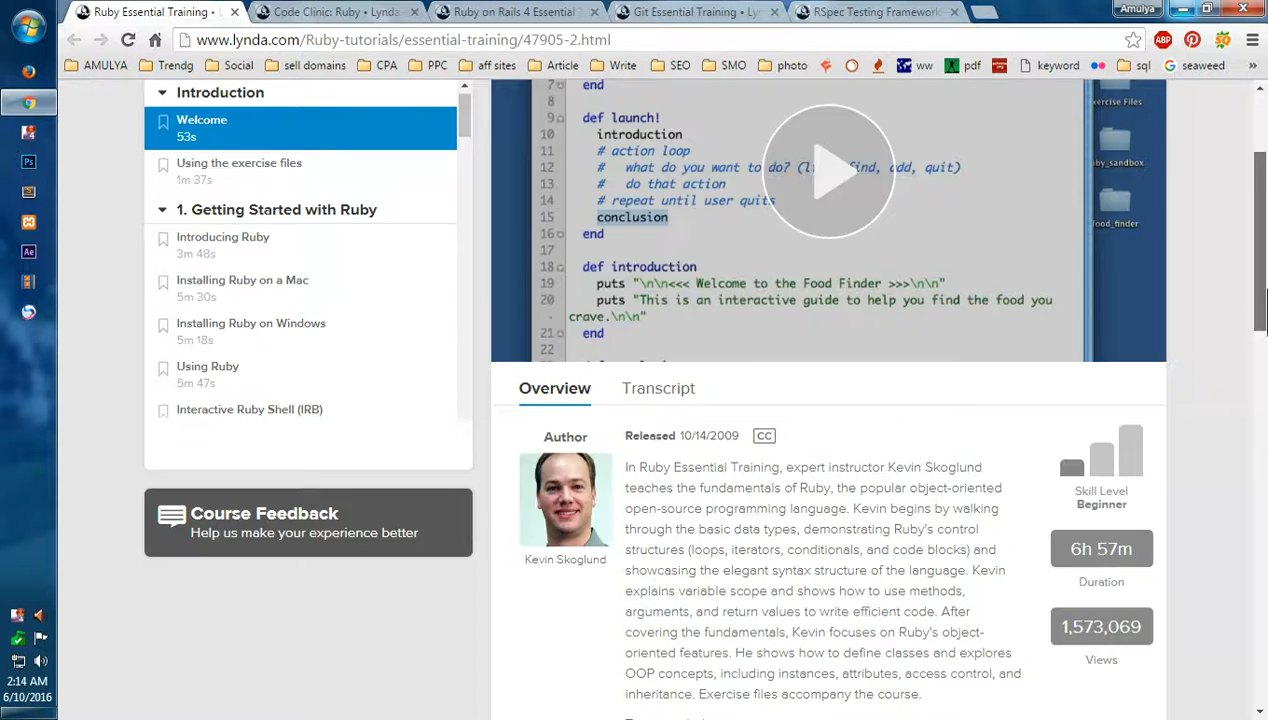 Ruby Essential Training • L
Code Clinic: Ruby • Lynda
Ruby on Rails 4 Essential
Git Essential Training • Ly
RSpec Testing Framework
Amulya
www.lynda.com/Ruby-tutorials/essential-training/47905-2.html
ABP
SQ
AMULYA
Trendg
Social
sell domains
CPA
PPC
aff sites
Article
Write
SEO
SMO
photo
ww
pdf
keyword
sql
seaweed
»
Introduction
Welcome
53s
Using the exercise files
1m 37s
1. Getting Started with Ruby
Introducing Ruby
3m 48s
Installing Ruby on a Mac
5m 30s
Installing Ruby on Windows
5m 18s
Using Ruby
5m 47s
Interactive Ruby Shell (IRB)
Course Feedback
Help us make your experience better
7 end
8
9 def launch!
10 introduction
11 # action loop
12 # what do you want to do? (li find, add, quit)
13 # do that action
14 # repeat until user quits
15 conclusion
16 end
17
18 def introduction
19 puts "\n\n<<< Welcome to the Food Finder >>>\n\n"
20 puts "This is an interactive guide to help you find the food you
crave.\n\n"
21 end
22
ercise Files
uby_sandbox
ood_finder
Overview
Transcript
Author
Kevin Skoglund
Released 10/14/2009 CC
In Ruby Essential Training, expert instructor Kevin Skoglund
teaches the fundamentals of Ruby, the popular object-oriented
open-source programming language. Kevin begins by walking
through the basic data types, demonstrating Ruby's control
structures (loops, iterators, conditionals, and code blocks) and
showcasing the elegant syntax structure of the language. Kevin
explains variable scope and shows how to use methods,
arguments, and return values to write efficient code. After
covering the fundamentals, Kevin focuses on Ruby's object-
oriented features. He shows how to define classes and explores
OOP concepts, including instances, attributes, access control, and
inheritance. Exercise files accompany the course.
Skill Level
Beginner
6h 57m
Duration
1,573,069
Views
Ps
Ae
2:14 AM
6/10/2016